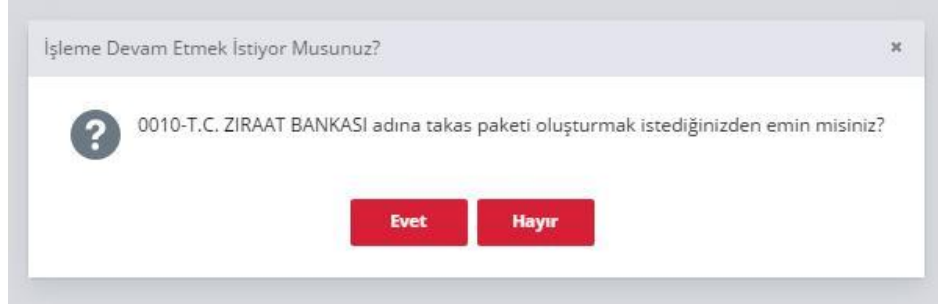 İşleme Devam Etmek İstiyor Musunuz?
0010-T.C. ZIRAAT BANKASI adına takas paketi oluşturmak istediğinizden emin misiniz?
Evet Hayır